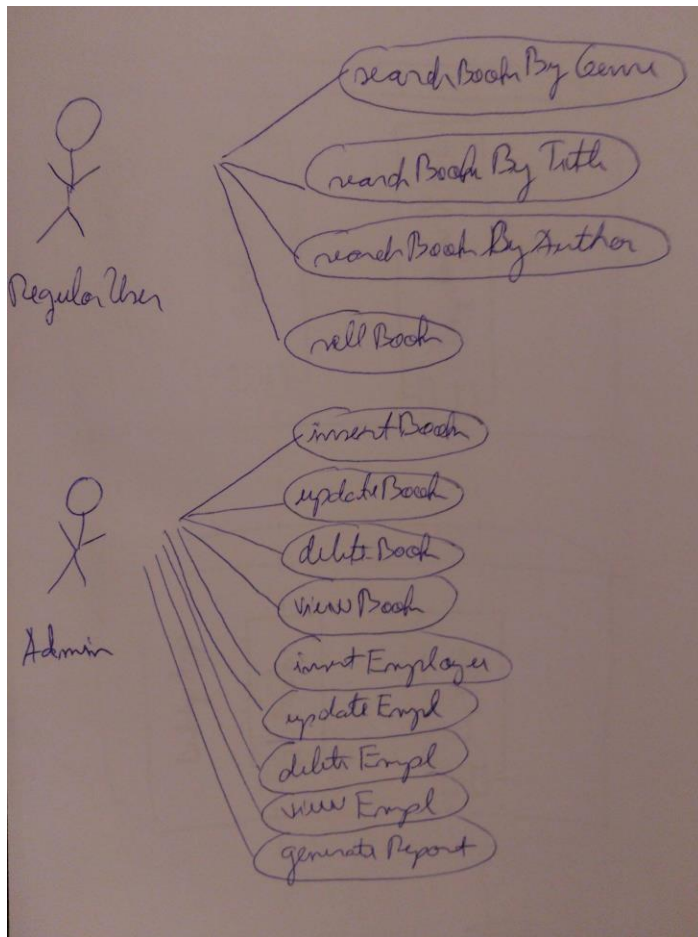 searchBookByGenre
searchBookByTitle
searchBookByAuthor
Regular User
sellBook
insertBook
updateBook
deleteBook
viewBook
Admin
insertEmployee
updateEmpl
deleteEmpl
viewEmpl
generateReport